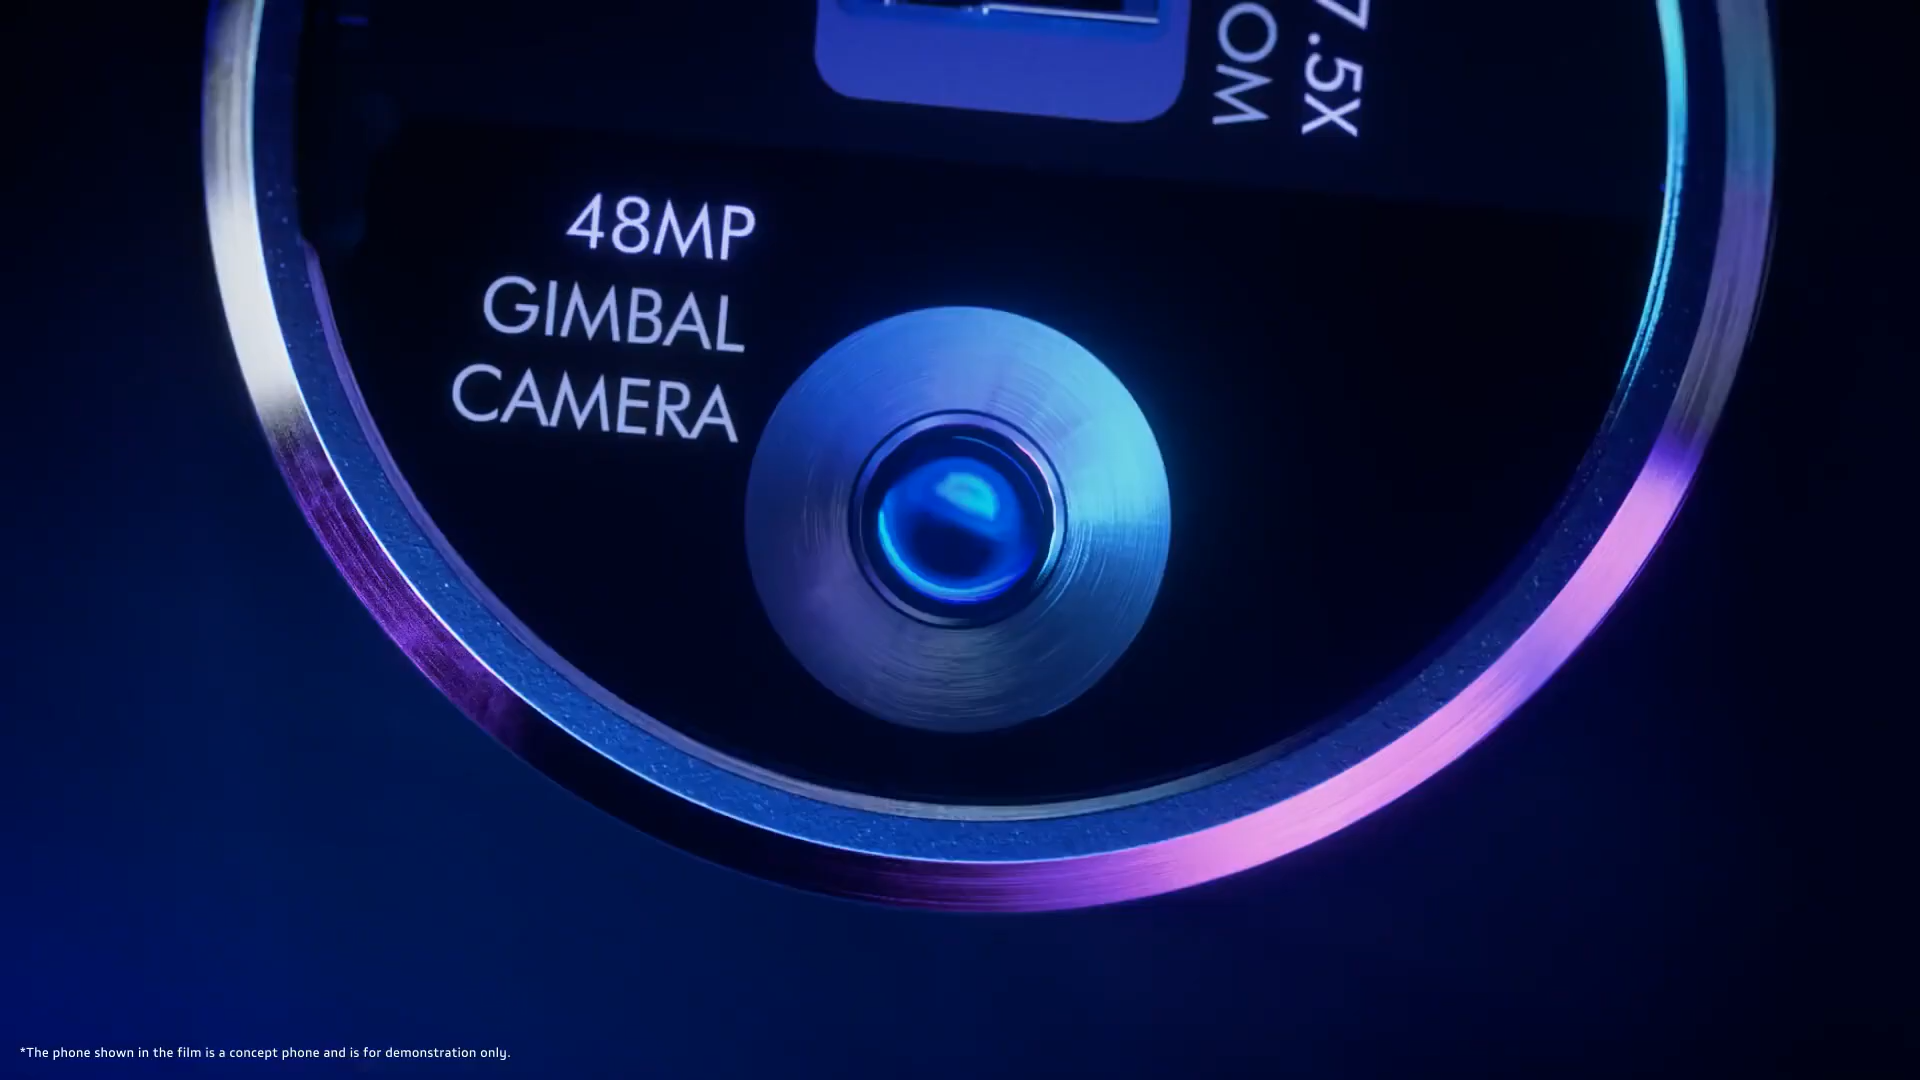 7.5X
OM
48MP
GIMBAL
CAMERA
*The phone shown in the film is a concept phone and is for demonstration only.